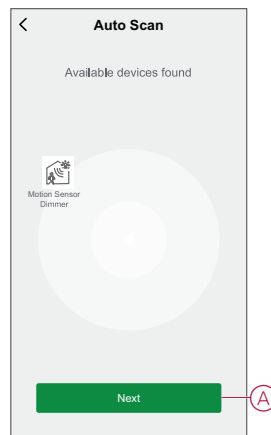 Auto Scan
Available devices found
Motion Sensor
Dimmer
Next
A